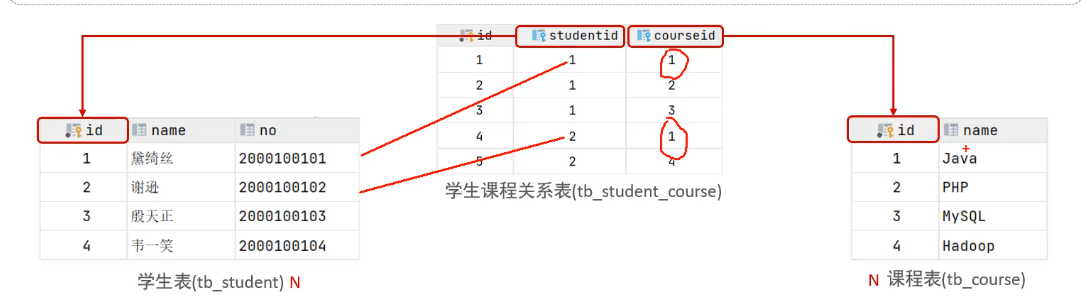 id studentid courseid
1 1 1
2 1 2
3 1 3
4 2 1
5 2 4
学生课程关系表(tb_student_course)
id name no
1 黛绮丝 2000100101
2 谢逊 2000100102
3 殷天正 2000100103
4 韦一笑 2000100104
学生表(tb_student) N
id name
1 Java
2 PHP
3 MySQL
4 Hadoop
N 课程表(tb_course)